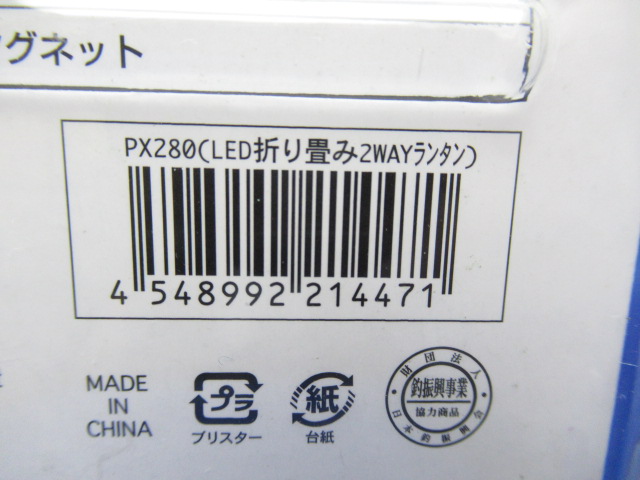 グネット
PX280(LED折り畳み2WAYランタン)
4 548992 214471
MADE
IN
CHINA
プラ
ブリスター
紙
台紙
財団法人
釣振興事業
協力商品
日本釣振興会